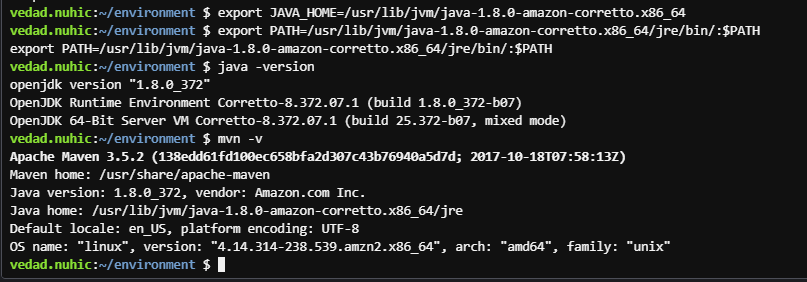 vedad.nuhic:~/environment $ export JAVA_HOME=/usr/lib/jvm/java-1.8.0-amazon-corretto.x86_64
vedad.nuhic:~/environment $ export PATH=/usr/lib/jvm/java-1.8.0-amazon-corretto.x86_64/jre/bin/:$PATH
export PATH=/usr/lib/jvm/java-1.8.0-amazon-corretto.x86_64/jre/bin/:$PATH
vedad.nuhic:~/environment $ java -version
openjdk version "1.8.0_372"
OpenJDK Runtime Environment Corretto-8.372.07.1 (build 1.8.0_372-b07)
OpenJDK 64-Bit Server VM Corretto-8.372.07.1 (build 25.372-b07, mixed mode)
vedad.nuhic:~/environment $ mvn -v
Apache Maven 3.5.2 (138edd61fd100ec658bfa2d307c43b76940a5d7d; 2017-10-18T07:58:13Z)
Maven home: /usr/share/apache-maven
Java version: 1.8.0_372, vendor: Amazon.com Inc.
Java home: /usr/lib/jvm/java-1.8.0-amazon-corretto.x86_64/jre
Default locale: en_US, platform encoding: UTF-8
OS name: "linux", version: "4.14.314-238.539.amzn2.x86_64", arch: "amd64", family: "unix"
vedad.nuhic:~/environment $